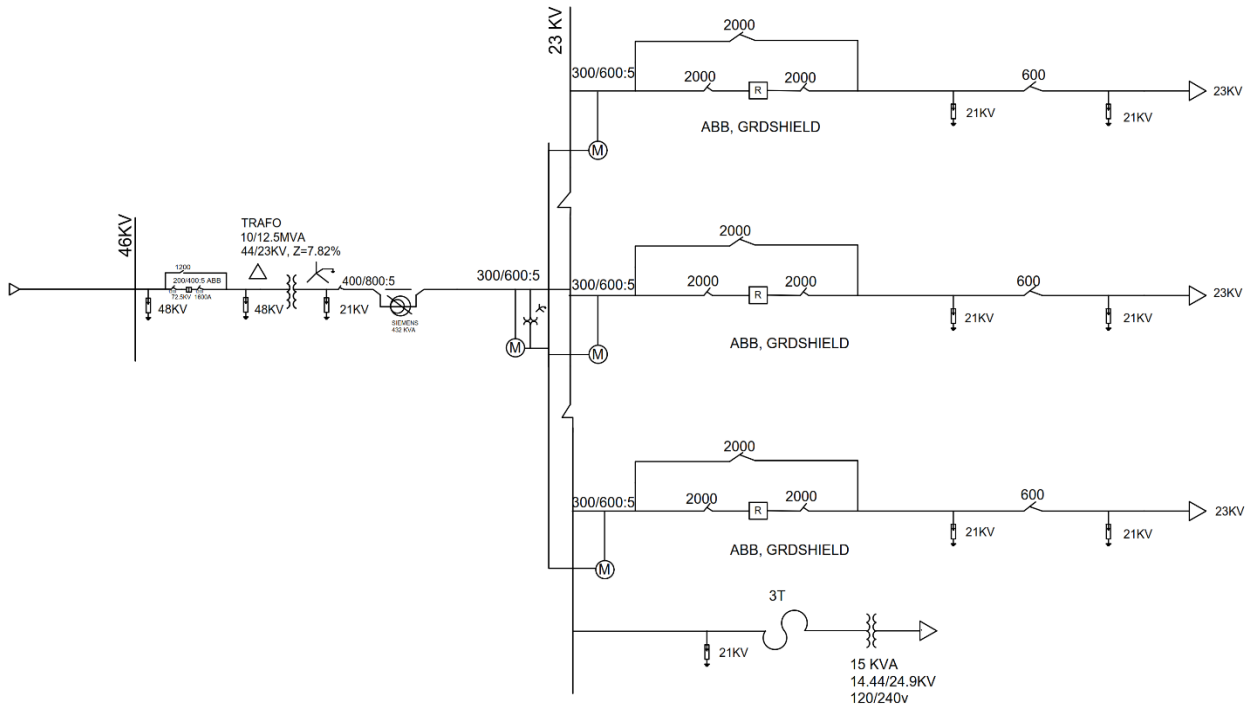 23 KV
2000
300/600:5
2000
R
2000
600
23KV
21KV
21KV
ABB, GRDSHIELD
M
46KV
TRAFO
10/12.5MVA
44/23KV, Z=7.82%
1200
200/400:5 ABB
72.5KV 1600A
48KV
48KV
21KV
400/800:5
SIEMENS
432 KVA
300/600:5
M
2000
300/600:5
2000
R
2000
600
23KV
21KV
21KV
ABB, GRDSHIELD
M
2000
300/600:5
2000
R
2000
600
23KV
21KV
21KV
ABB, GRDSHIELD
M
3T
21KV
15 KVA
14.44/24.9KV
120/240v